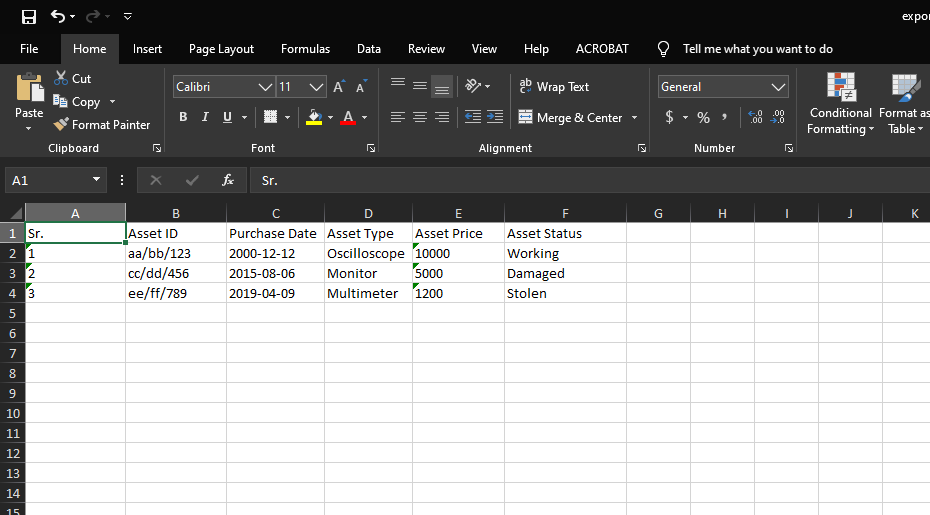 expor
File Home Insert Page Layout Formulas Data Review View Help ACROBAT Tell me what you want to do
Paste
Cut
Copy
Format Painter
Clipboard
Calibri 11
B I U A
Font
Wrap Text
Merge & Center
Alignment
General
$ % ,
Number
Conditional Formatting
Format as
Table
A1 fx Sr.
A B C D E F G H I J K
1 Sr. Asset ID Purchase Date Asset Type Asset Price Asset Status
2 1 aa/bb/123 2000-12-12 Oscilloscope 10000 Working
3 2 cc/dd/456 2015-08-06 Monitor 5000 Damaged
4 3 ee/ff/789 2019-04-09 Multimeter 1200 Stolen
5
6
7
8
9
10
11
12
13
14
15